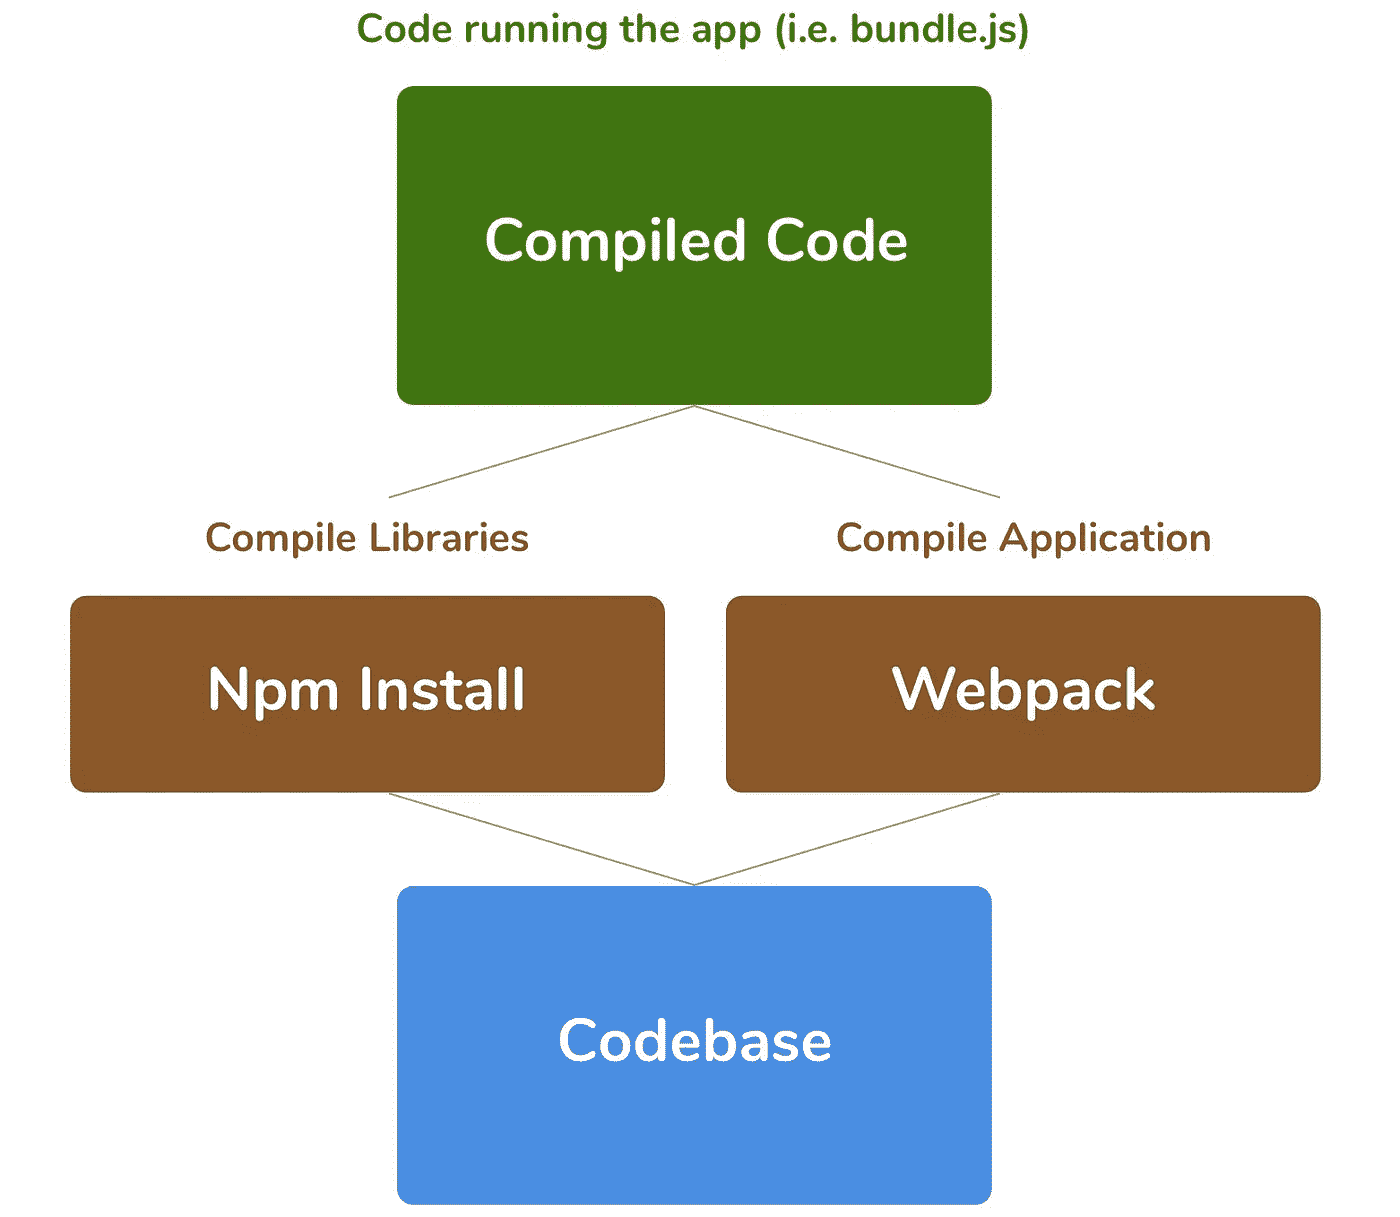 Code running the app (i.e. bundle.js)
Compiled Code
Compile Libraries
Compile Application
Npm Install
Webpack
Codebase